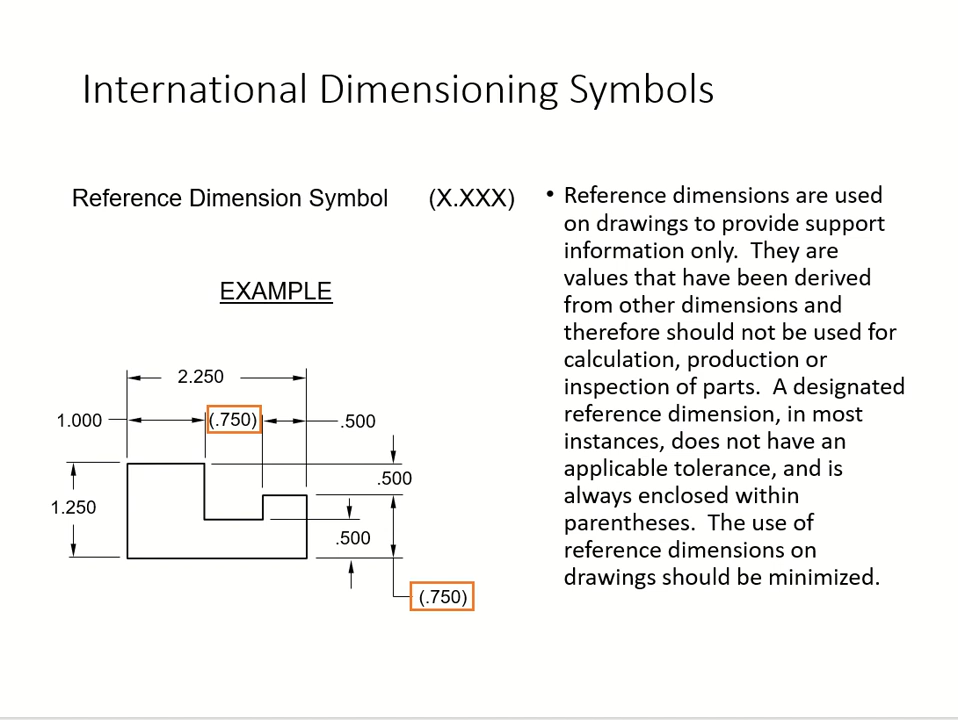 International Dimensioning Symbols
Reference Dimension Symbol (X.XXX)
EXAMPLE
2.250
1.000 (.750) .500
.500
1.250
.500
(.750)
• Reference dimensions are used
on drawings to provide support
information only. They are
values that have been derived
from other dimensions and
therefore should not be used for
calculation, production or
inspection of parts. A designated
reference dimension, in most
instances, does not have an
applicable tolerance, and is
always enclosed within
parentheses. The use of
reference dimensions on
drawings should be minimized.